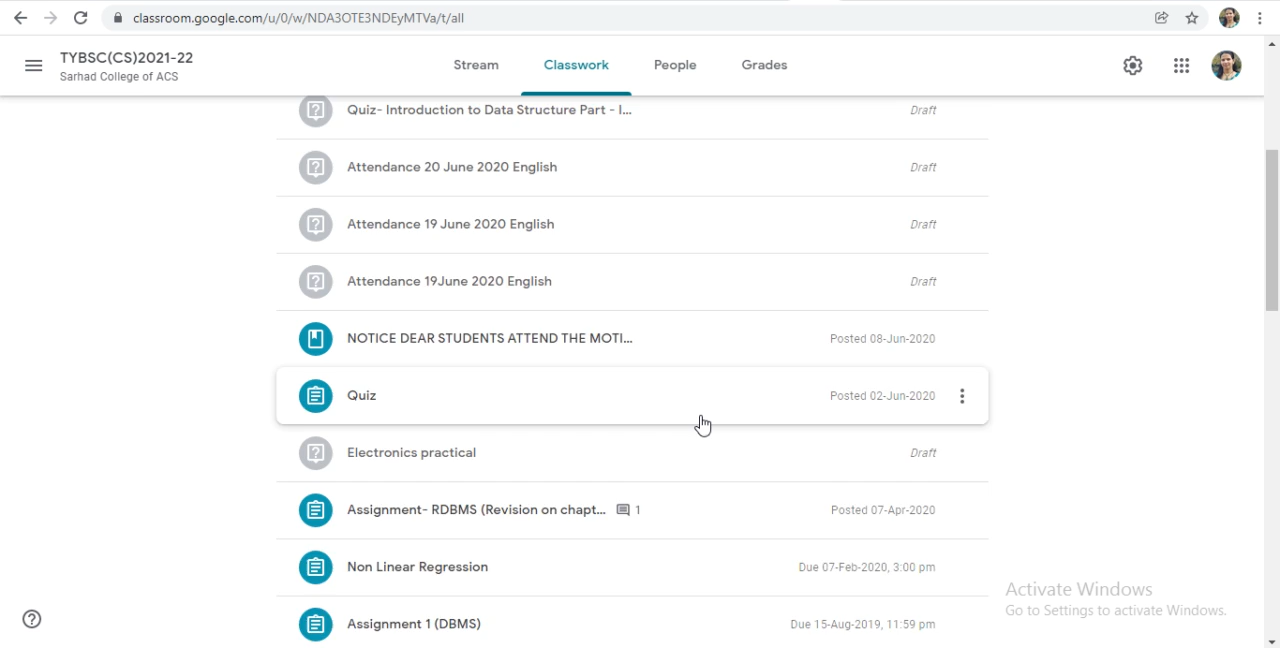 classroom.google.com/u/0/w/NDA3OTE3NDEyMTVa/t/all
TYBSC(CS)2021-22
Sarhad College of ACS
Stream
Classwork
People
Grades
Quiz- Introduction to Data Structure Part - I... Draft
Attendance 20 June 2020 English Draft
Attendance 19 June 2020 English Draft
Attendance 19June 2020 English Draft
NOTICE DEAR STUDENTS ATTEND THE MOTI... Posted 08-Jun-2020
Quiz Posted 02-Jun-2020
Electronics practical Draft
Assignment- RDBMS (Revision on chapt... 1 Posted 07-Apr-2020
Non Linear Regression Due 07-Feb-2020, 3:00 pm
Assignment 1 (DBMS) Due 15-Aug-2019, 11:59 pm
Activate Windows
Go to Settings to activate Windows.